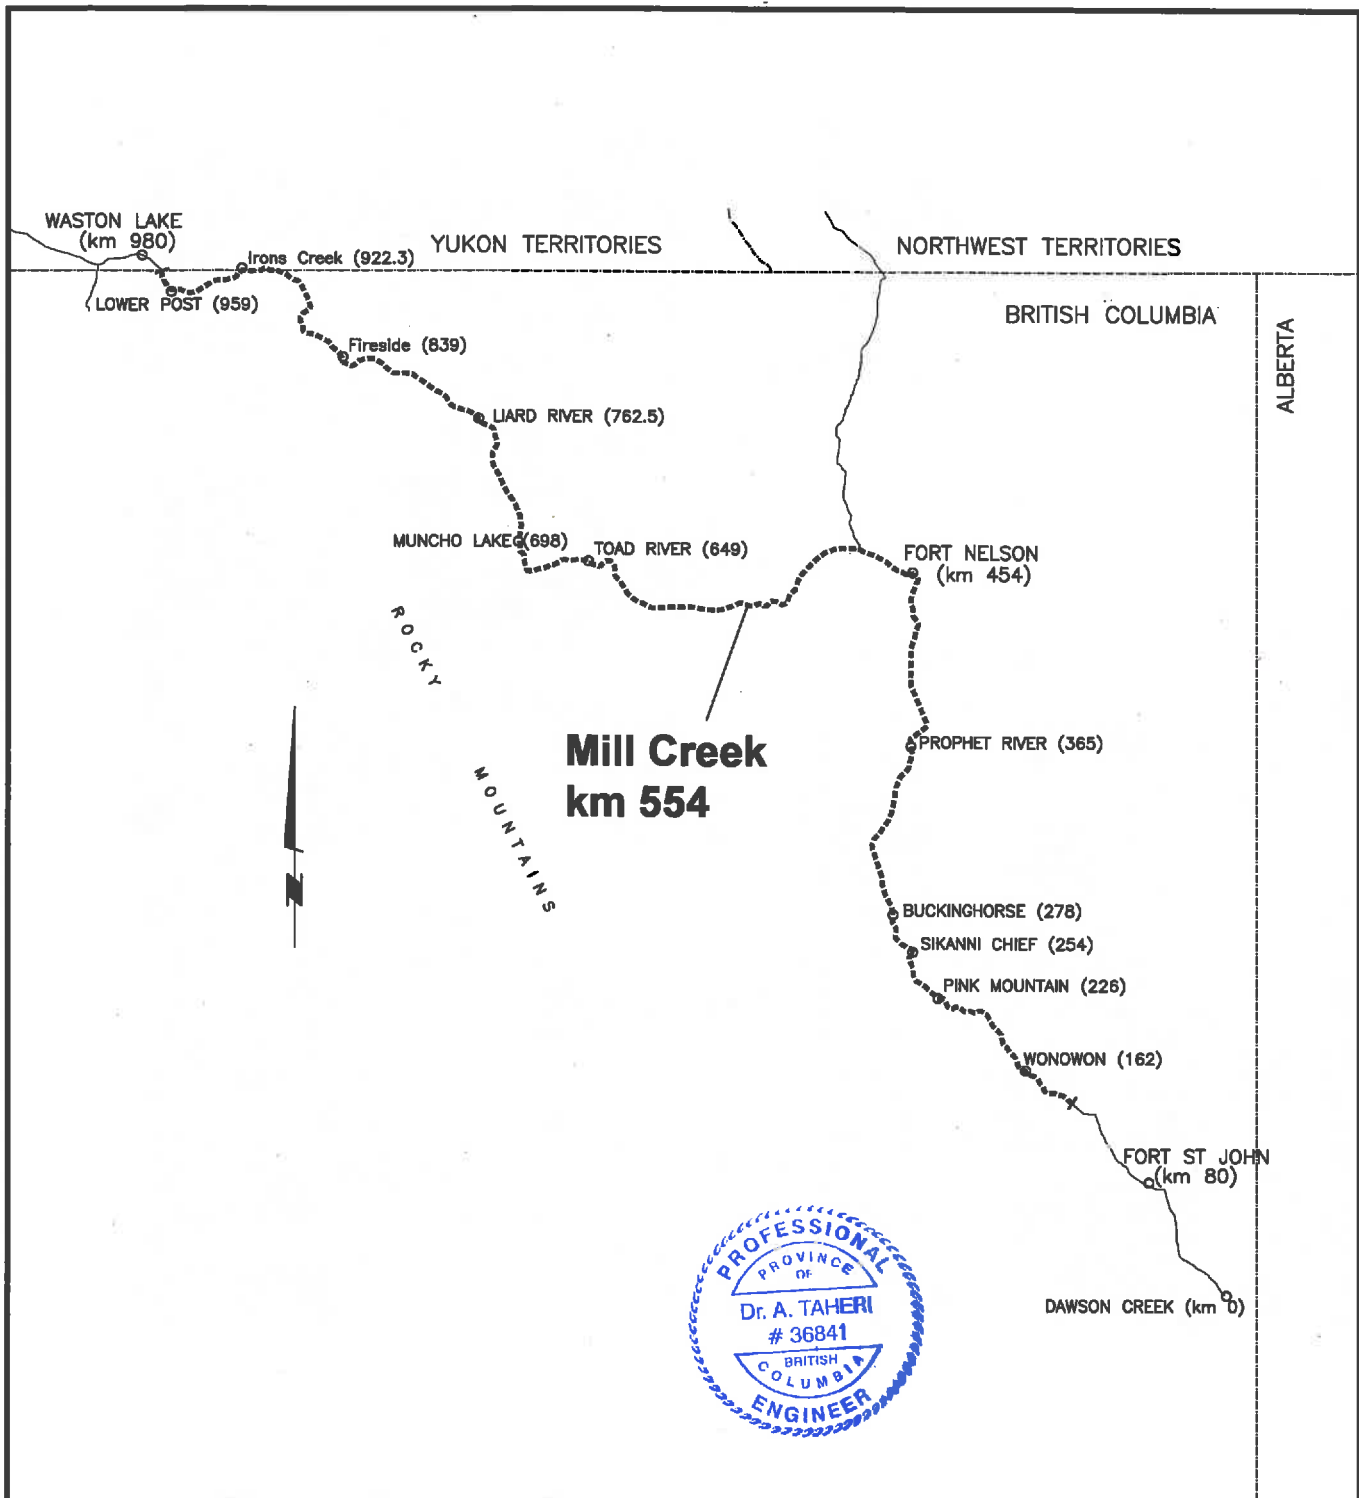 WASTON LAKE
(km 980)
YUKON TERRITORIES
NORTHWEST TERRITORIES
Irons Creek (922.3)
LOWER POST (959)
BRITISH COLUMBIA
ALBERTA
Fireside (839)
LIARD RIVER (762.5)
MUNCHO LAKE (698)
TOAD RIVER (649)
FORT NELSON
(km 454)
ROCKY
MOUNTAINS
Mill Creek
km 554
PROPHET RIVER (365)
N
BUCKINGHORSE (278)
SIKANNI CHIEF (254)
PINK MOUNTAIN (226)
WONOWON (162)
FORT ST JOHN
(km 80)
DAWSON CREEK (km 0)
PROFESSIONAL
PROVINCE
OF
Dr. A. TAHERI
# 36841
BRITISH
COLUMBIA
ENGINEER